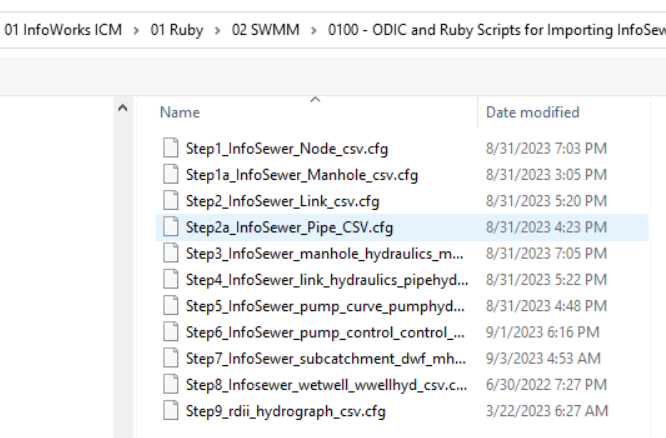 01 InfoWorks ICM > 01 Ruby > 02 SWMM > 0100 - ODIC and Ruby Scripts for Importing InfoSew
Name Date modified
Step1_InfoSewer_Node_csv.cfg 8/31/2023 7:03 PM
Step1a_InfoSewer_Manhole_csv.cfg 8/31/2023 3:05 PM
Step2_InfoSewer_Link_csv.cfg 8/31/2023 5:20 PM
Step2a_InfoSewer_Pipe_CSV.cfg 8/31/2023 4:23 PM
Step3_InfoSewer_manhole_hydraulics_m... 8/31/2023 7:05 PM
Step4_InfoSewer_link_hydraulics_pipehyd... 8/31/2023 5:22 PM
Step5_InfoSewer_pump_curve_pumphyd... 8/31/2023 4:48 PM
Step6_InfoSewer_pump_control_control_... 9/1/2023 6:16 PM
Step7_InfoSewer_subcatchment_dwf_mh... 9/3/2023 4:53 AM
Step8_Infosewer_wetwell_wwellhyd_csv.c... 6/30/2022 7:27 PM
Step9_rdii_hydrograph_csv.cfg 3/22/2023 6:27 AM